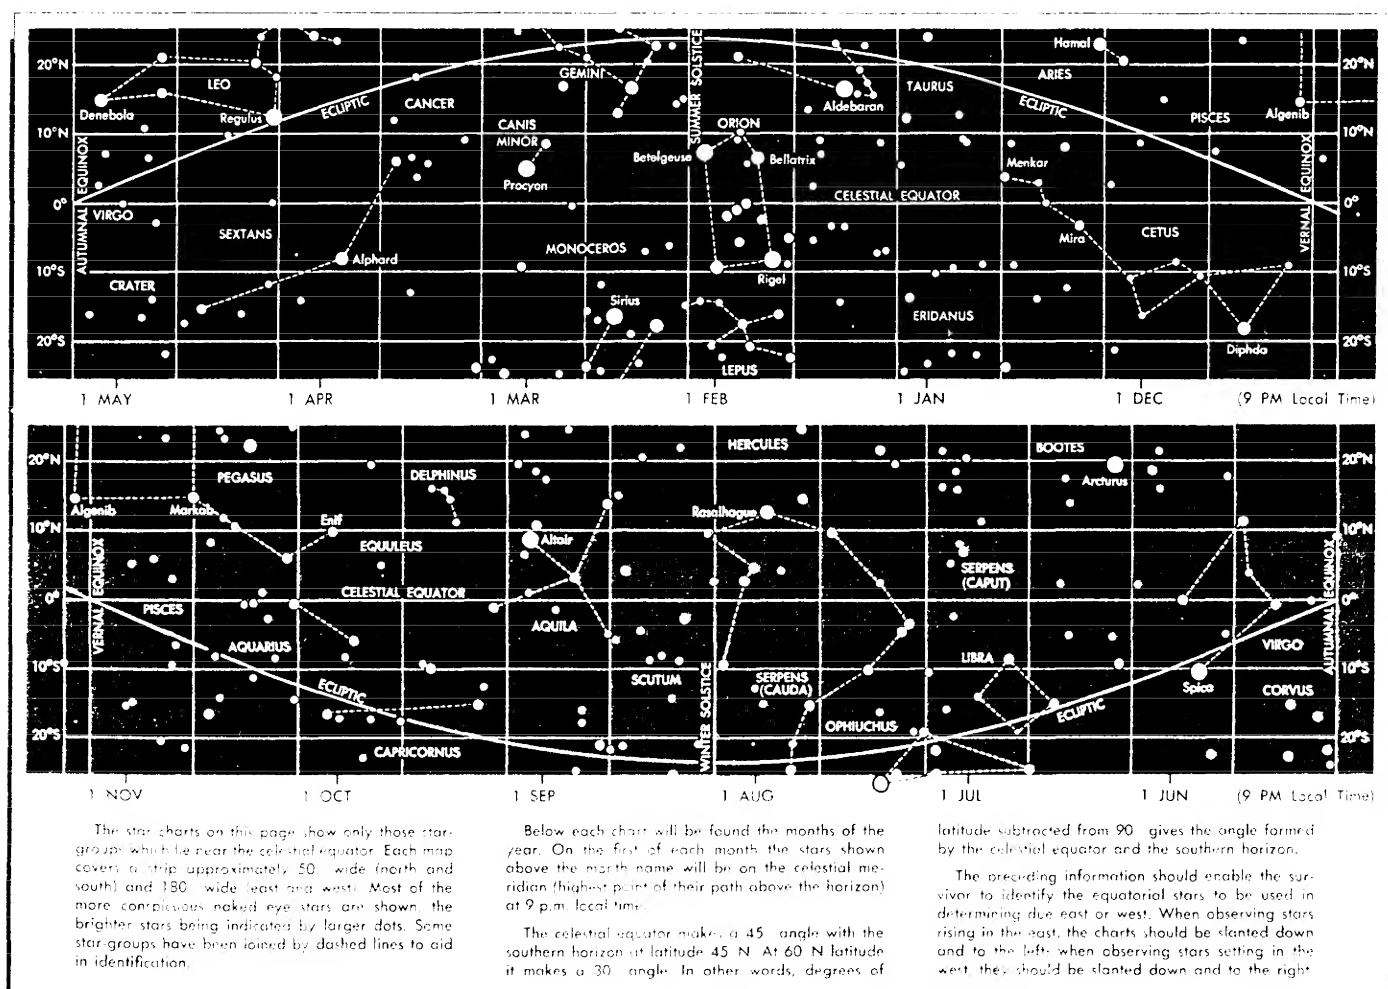 20°N
LEO
GEMINI
SUMMER SOLSTICE
Hamal
20°N
ARIES
Denebola
Regulus
ECLIPTIC
CANCER
Aldebaran
TAURUS
ECLIPTIC
PISCES
Algenib
10°N
CANIS
MINOR
ORION
10°N
AUTUMNAL EQUINOX
Procyon
Betelgeuse
Bellatrix
Menkar
VERNAL EQUINOX
0°
VIRGO
CELESTIAL EQUATOR
0°
SEXTANS
Alphard
MONOCEROS
Mira
CETUS
10°S
CRATER
Rigel
10°S
Sirius
ERIDANUS
20°S
LEPUS
Diphda
20°S
1 MAY 1 APR 1 MAR 1 FEB 1 JAN 1 DEC (9 PM Local Time)
HERCULES
BOOTES
20°N
PEGASUS
DELPHINUS
Arcturus
20°N
Algenib
Markab
Enif
Rasalhague
10°N
EQUULEUS
Altair
10°N
VERNAL EQUINOX
SERPENS
(CAPUT)
AUTUMNAL EQUINOX
0°
PISCES
CELESTIAL EQUATOR
0°
AQUARIUS
AQUILA
LIBRA
VIRGO
10°S
ECLIPTIC
SCUTUM
WINTER SOLSTICE
SERPENS
(CAUDA)
Spica
10°S
CORVUS
OPHIUCHUS
ECLIPTIC
20°S
CAPRICORNUS
20°S
1 NOV 1 OCT 1 SEP 1 AUG 1 JUL 1 JUN (9 PM Local Time)
The star charts on this page show only those star-
groups which lie near the celestial equator. Each map
covers a strip approximately 50 wide (north and
south) and 180 wide (east and west). Most of the
more conspicuous naked eye stars are shown, the
brighter stars being indicated by larger dots. Some
star-groups have been joined by dashed lines to aid
in identification.
Below each chart will be found the months of the
year. On the first of each month the stars shown
above the month name will be on the celestial me-
ridian (highest point of their path above the horizon)
at 9 p.m. local time.
The celestial equator makes a 45 angle with the
southern horizon at latitude 45 N. At 60 N latitude
it makes a 30 angle. In other words, degrees of
latitude subtracted from 90 gives the angle formed
by the celestial equator and the southern horizon.
The preceding information should enable the sur-
vivor to identify the equatorial stars to be used in
determining due east or west. When observing stars
rising in the east, the charts should be slanted down
and to the left; when observing stars setting in the
west, they should be slanted down and to the right.